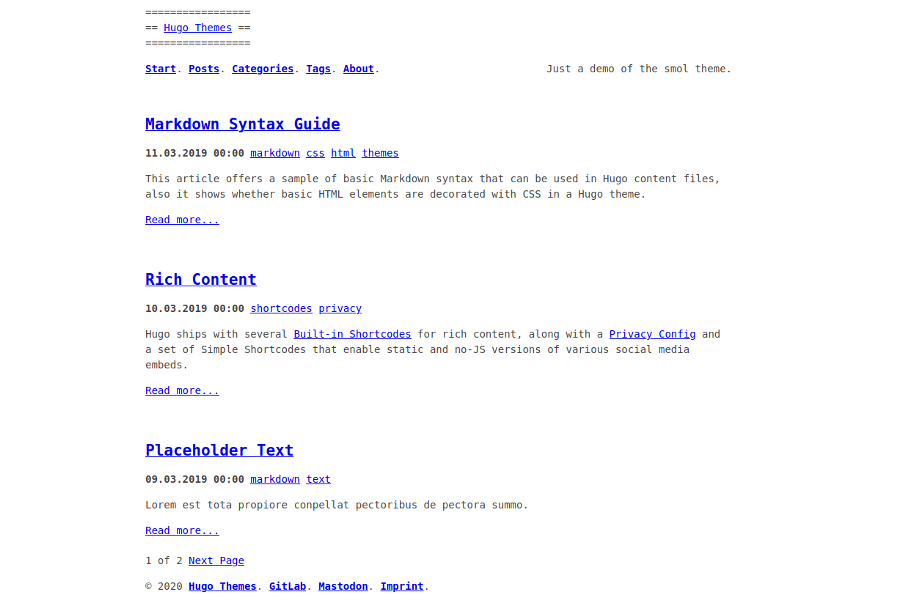 =================
== Hugo Themes ==
=================
Start. Posts. Categories. Tags. About.
Just a demo of the smol theme.
Markdown Syntax Guide
11.03.2019 00:00 markdown css html themes
This article offers a sample of basic Markdown syntax that can be used in Hugo content files,
also it shows whether basic HTML elements are decorated with CSS in a Hugo theme.
Read more...
Rich Content
10.03.2019 00:00 shortcodes privacy
Hugo ships with several Built-in Shortcodes for rich content, along with a Privacy Config and
a set of Simple Shortcodes that enable static and no-JS versions of various social media
embeds.
Read more...
Placeholder Text
09.03.2019 00:00 markdown text
Lorem est tota propiore conpellat pectoribus de pectora summo.
Read more...
1 of 2 Next Page
© 2020 Hugo Themes. GitLab. Mastodon. Imprint.